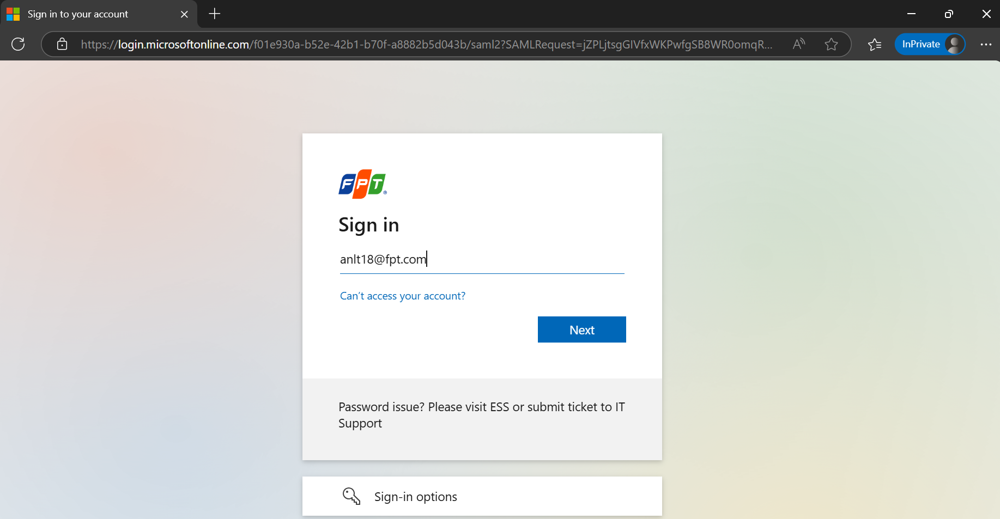 Sign in to your account
https://login.microsoftonline.com/f01e930a-b52e-42b1-b70f-a8882b5d043b/saml2?SAMLRequest=jZPLjtsgGIVfxWKPwfgSB8WR0omqR...
InPrivate
FPT
Sign in
anlt18@fpt.com
Can't access your account?
Next
Password issue? Please visit ESS or submit ticket to IT
Support
Sign-in options